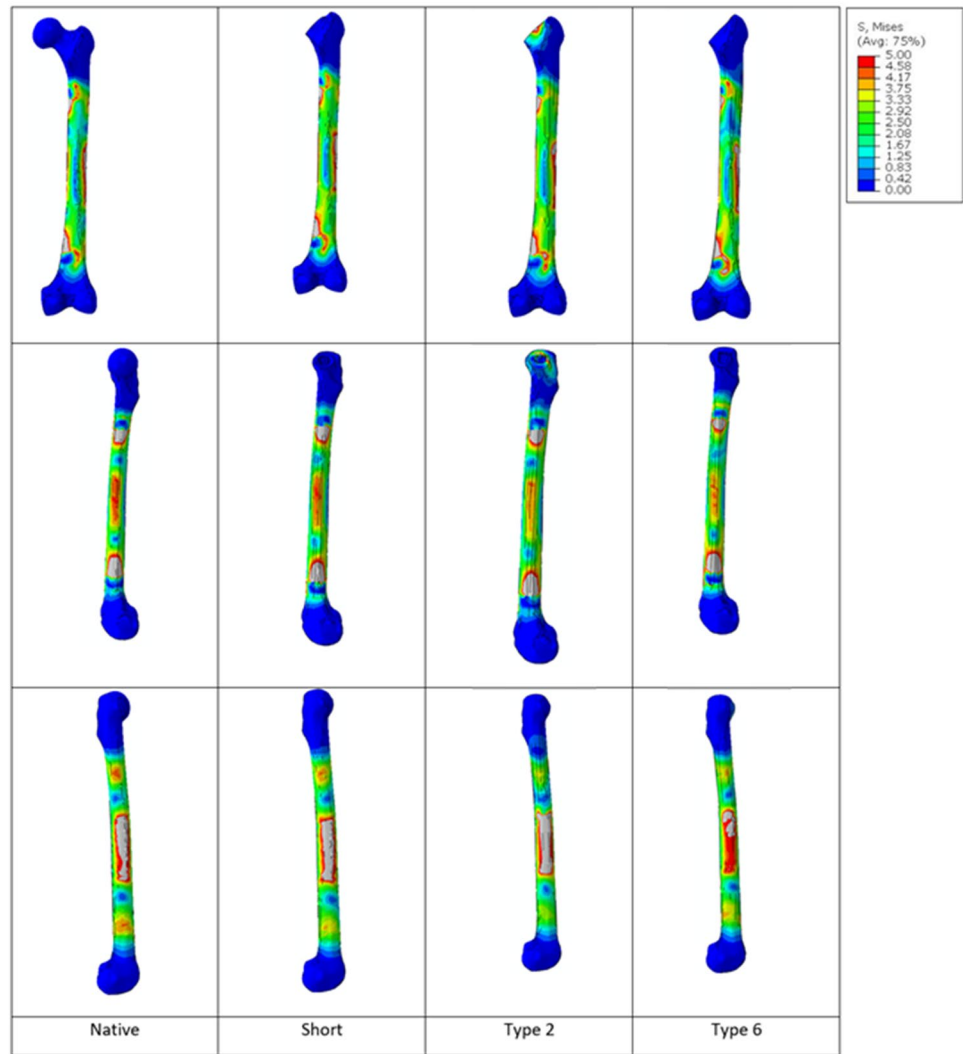 S, Mises
(Avg: 75%)
5.00
4.58
4.17
3.75
3.33
2.92
2.50
2.08
1.67
1.25
0.83
0.42
0.00
Native
Short
Type 2
Type 6